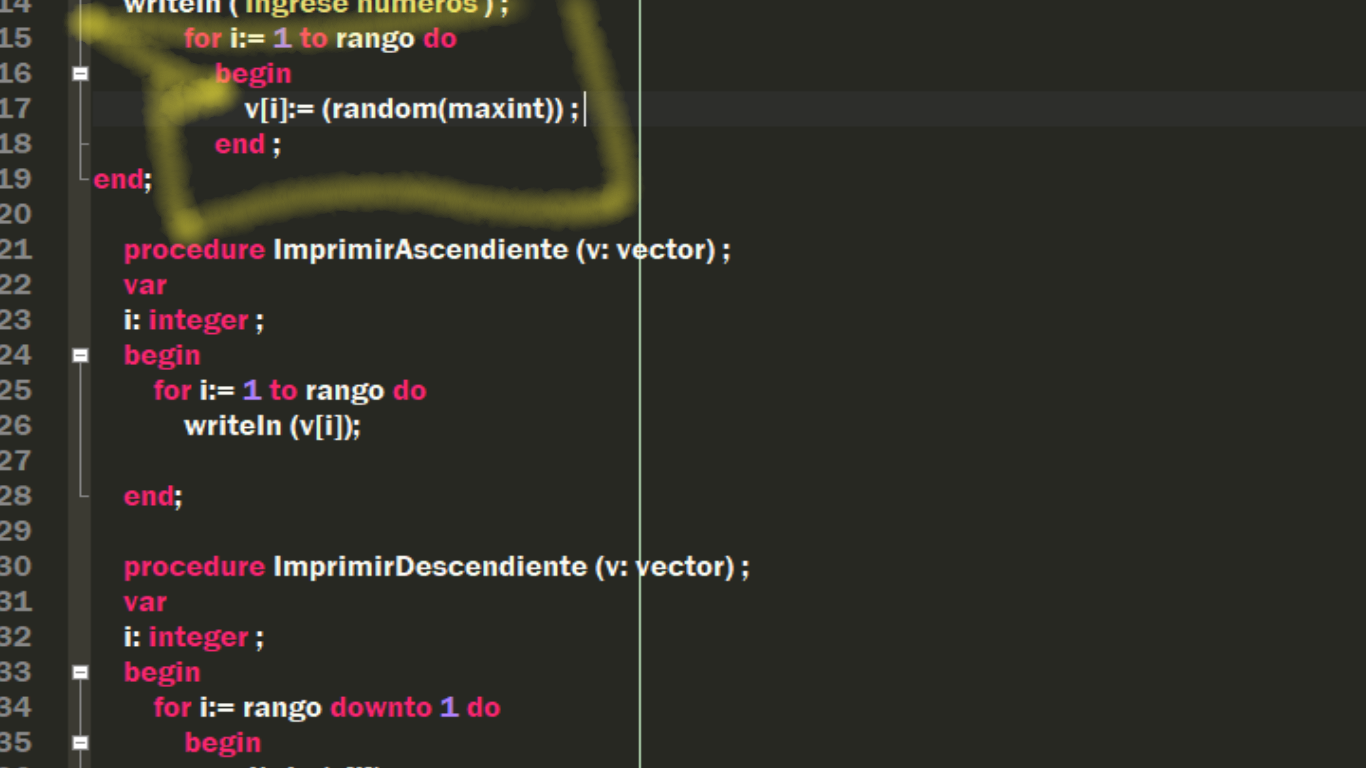 14 writeln ('Ingrese numeros') ;
15 for i:= 1 to rango do
16 begin
17 v[i]:= (random(maxint)) ;
18 end ;
19 end;
20
21 procedure ImprimirAscendiente (v: vector) ;
22 var
23 i: integer ;
24 begin
25 for i:= 1 to rango do
26 writeln (v[i]);
27
28 end;
29
30 procedure ImprimirDescendiente (v: vector) ;
31 var
32 i: integer ;
33 begin
34 for i:= rango downto 1 do
35 begin